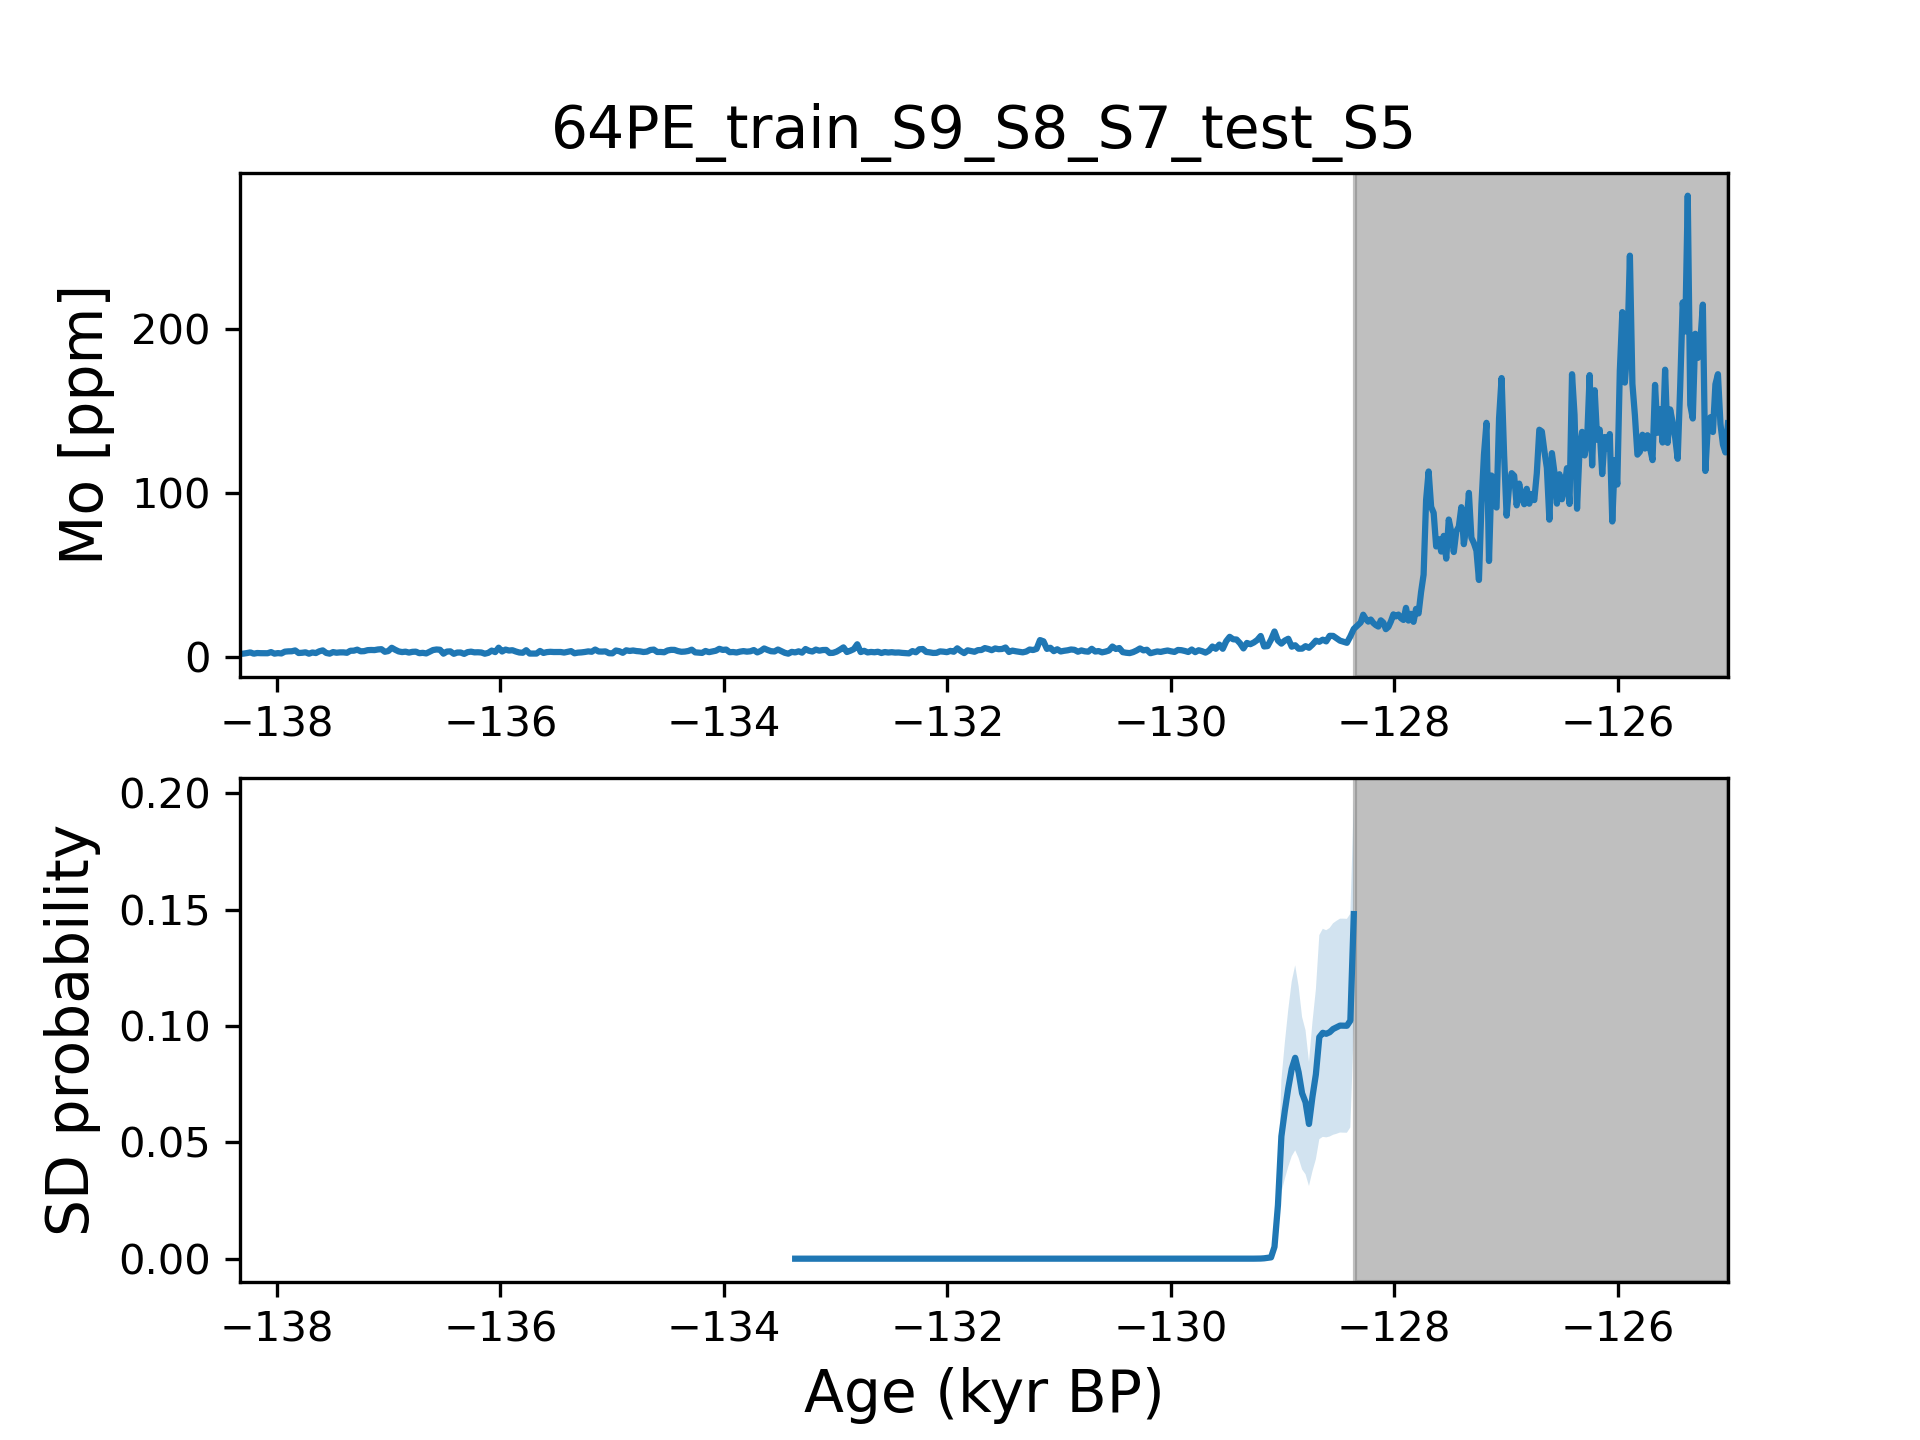 64PE_train_S9_S8_S7_test_S5
Mo [ppm]
200
100
0
−138 −136 −134 −132 −130 −128 −126
SD probability
0.20
0.15
0.10
0.05
0.00
−138 −136 −134 −132 −130 −128 −126
Age (kyr BP)